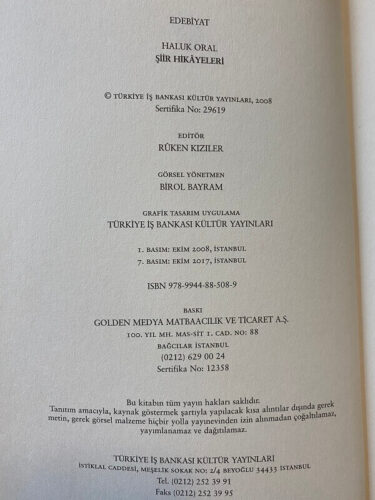 EDEBİYAT
HALUK ORAL
ŞİİR HİKÂYELERİ
© TÜRKİYE İŞ BANKASI KÜLTÜR YAYINLARI, 2008
Sertifika No: 29619
EDİTÖR
RÜKEN KIZILER
GÖRSEL YÖNETMEN
BİROL BAYRAM
GRAFİK TASARIM UYGULAMA
TÜRKİYE İŞ BANKASI KÜLTÜR YAYINLARI
1. BASIM: EKİM 2008, İSTANBUL
7. BASIM: EKİM 2017, İSTANBUL
ISBN 978-9944-88-508-9
BASKI
GOLDEN MEDYA MATBAACILIK VE TİCARET A.Ş.
100. YIL MH. MAS-SİT 1. CAD. NO: 88
BAĞCILAR İSTANBUL
(0212) 629 00 24
Sertifika No: 12358
Bu kitabın tüm yayın hakları saklıdır.
Tanıtım amacıyla, kaynak göstermek şartıyla yapılacak kısa alıntılar dışında gerek
metin, gerek görsel malzeme hiçbir yolla yayınevinden izin alınmadan çoğaltılamaz,
yayımlanamaz ve dağıtılamaz.
TÜRKİYE İŞ BANKASI KÜLTÜR YAYINLARI
İSTİKLAL CADDESİ, MEŞELİK SOKAK NO: 2/4 BEYOĞLU 34433 İSTANBUL
Tel. (0212) 252 39 91
Faks (0212) 252 39 95